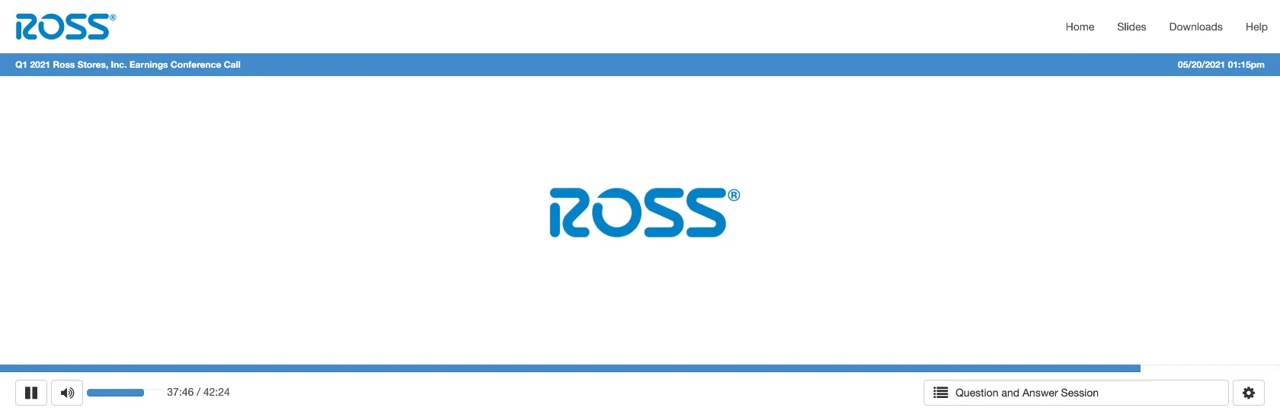 ROSS®
Home Slides Downloads Help
Q1 2021 Ross Stores, Inc. Earnings Conference Call 05/20/2021 01:15pm
ROSS®
37:46 / 42:24 Question and Answer Session